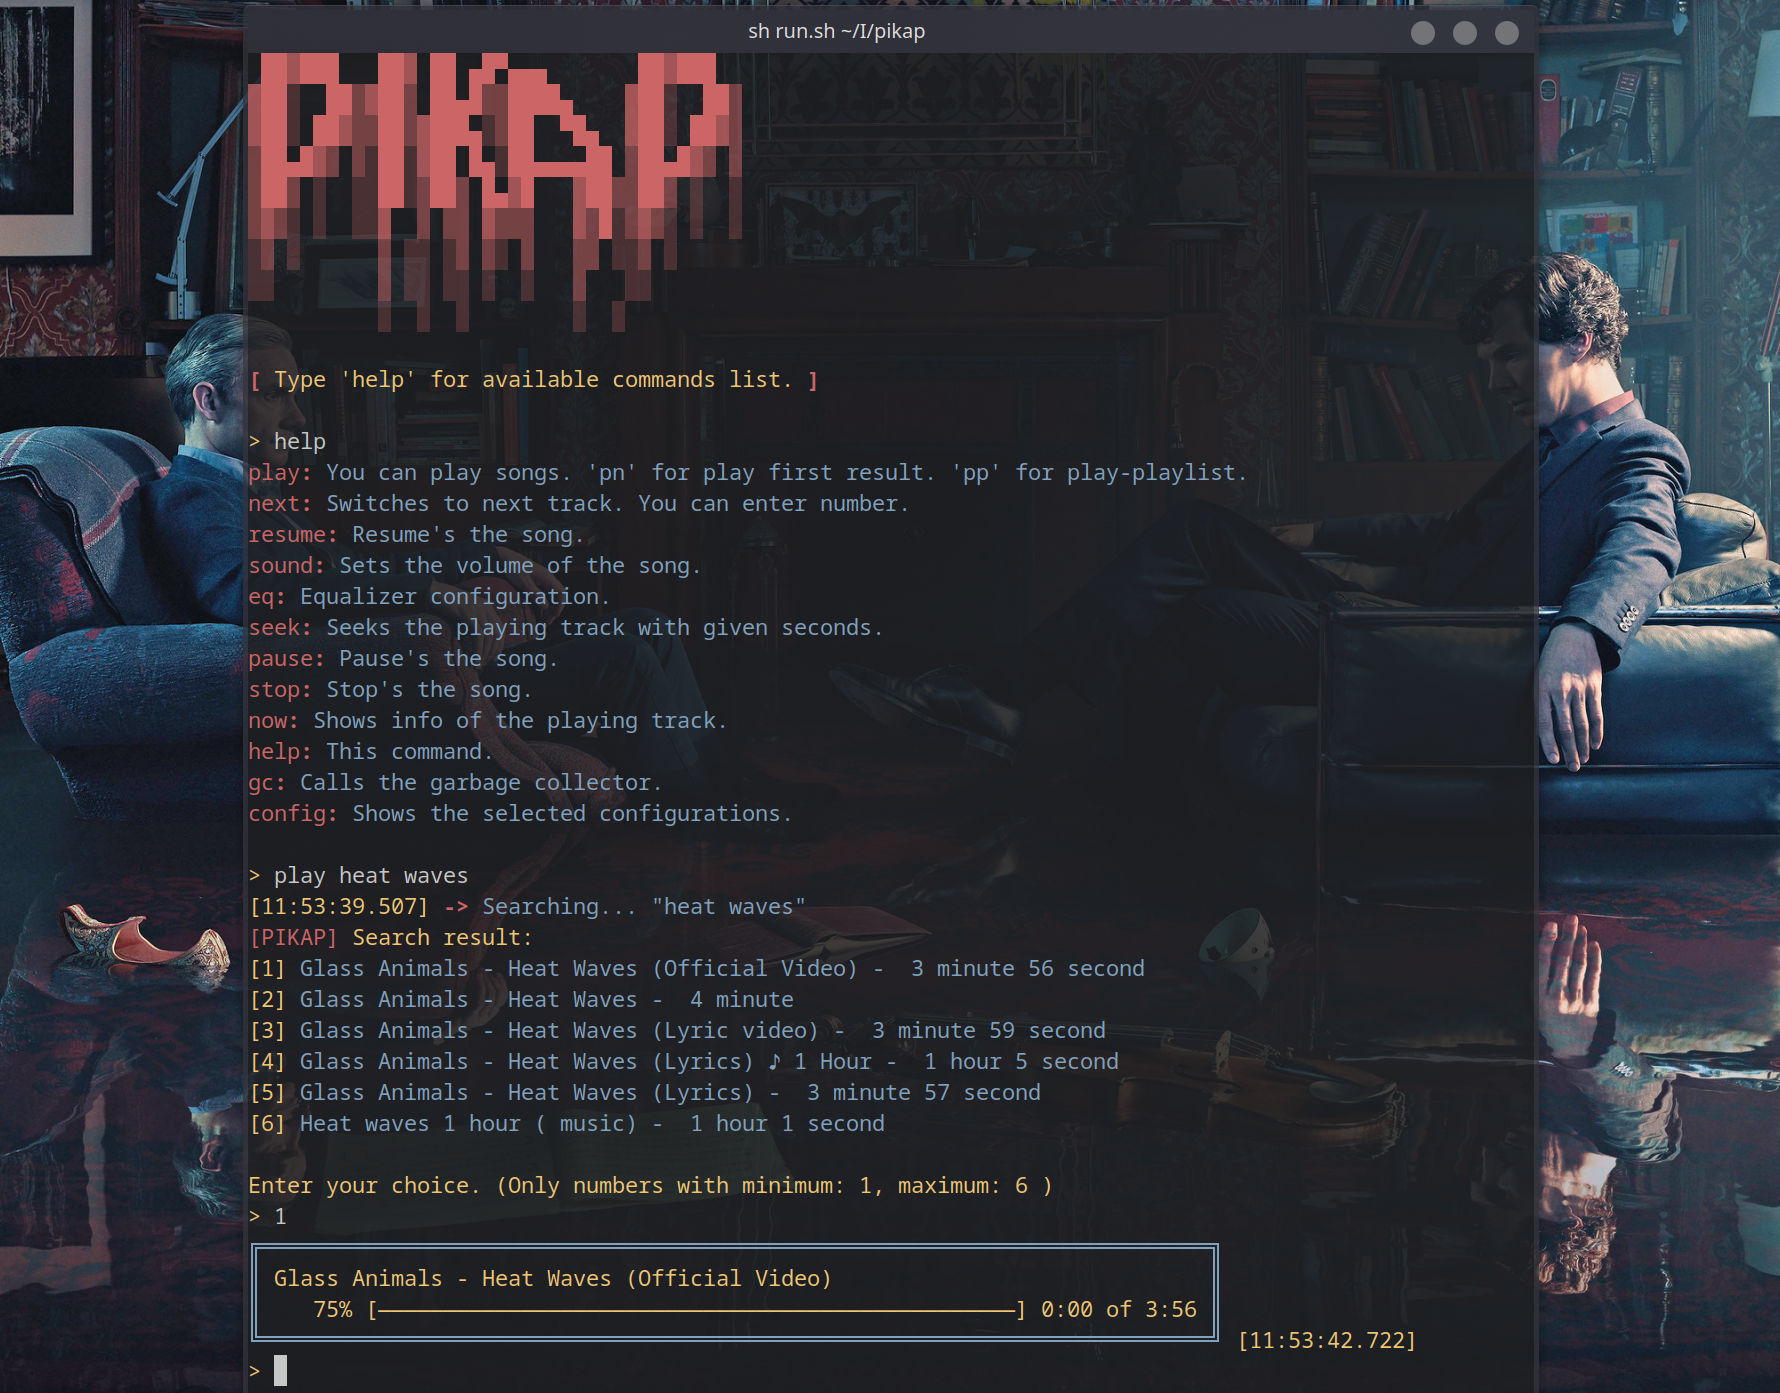 sh run.sh ~/I/pikap
PIKAP
[ Type 'help' for available commands list. ]
> help
play: You can play songs. 'pn' for play first result. 'pp' for play-playlist.
next: Switches to next track. You can enter number.
resume: Resume's the song.
sound: Sets the volume of the song.
eq: Equalizer configuration.
seek: Seeks the playing track with given seconds.
pause: Pause's the song.
stop: Stop's the song.
now: Shows info of the playing track.
help: This command.
gc: Calls the garbage collector.
config: Shows the selected configurations.
> play heat waves
[11:53:39.507] -> Searching... "heat waves"
[PIKAP] Search result:
[1] Glass Animals - Heat Waves (Official Video) -  3 minute 56 second
[2] Glass Animals - Heat Waves -  4 minute
[3] Glass Animals - Heat Waves (Lyric video) -  3 minute 59 second
[4] Glass Animals - Heat Waves (Lyrics) ♪ 1 Hour -  1 hour 5 second
[5] Glass Animals - Heat Waves (Lyrics) -  3 minute 57 second
[6] Heat waves 1 hour ( music) -  1 hour 1 second
Enter your choice. (Only numbers with minimum: 1, maximum: 6 )
> 1
Glass Animals - Heat Waves (Official Video)
75% [─────────────────────────────────────────────────] 0:00 of 3:56
[11:53:42.722]
>